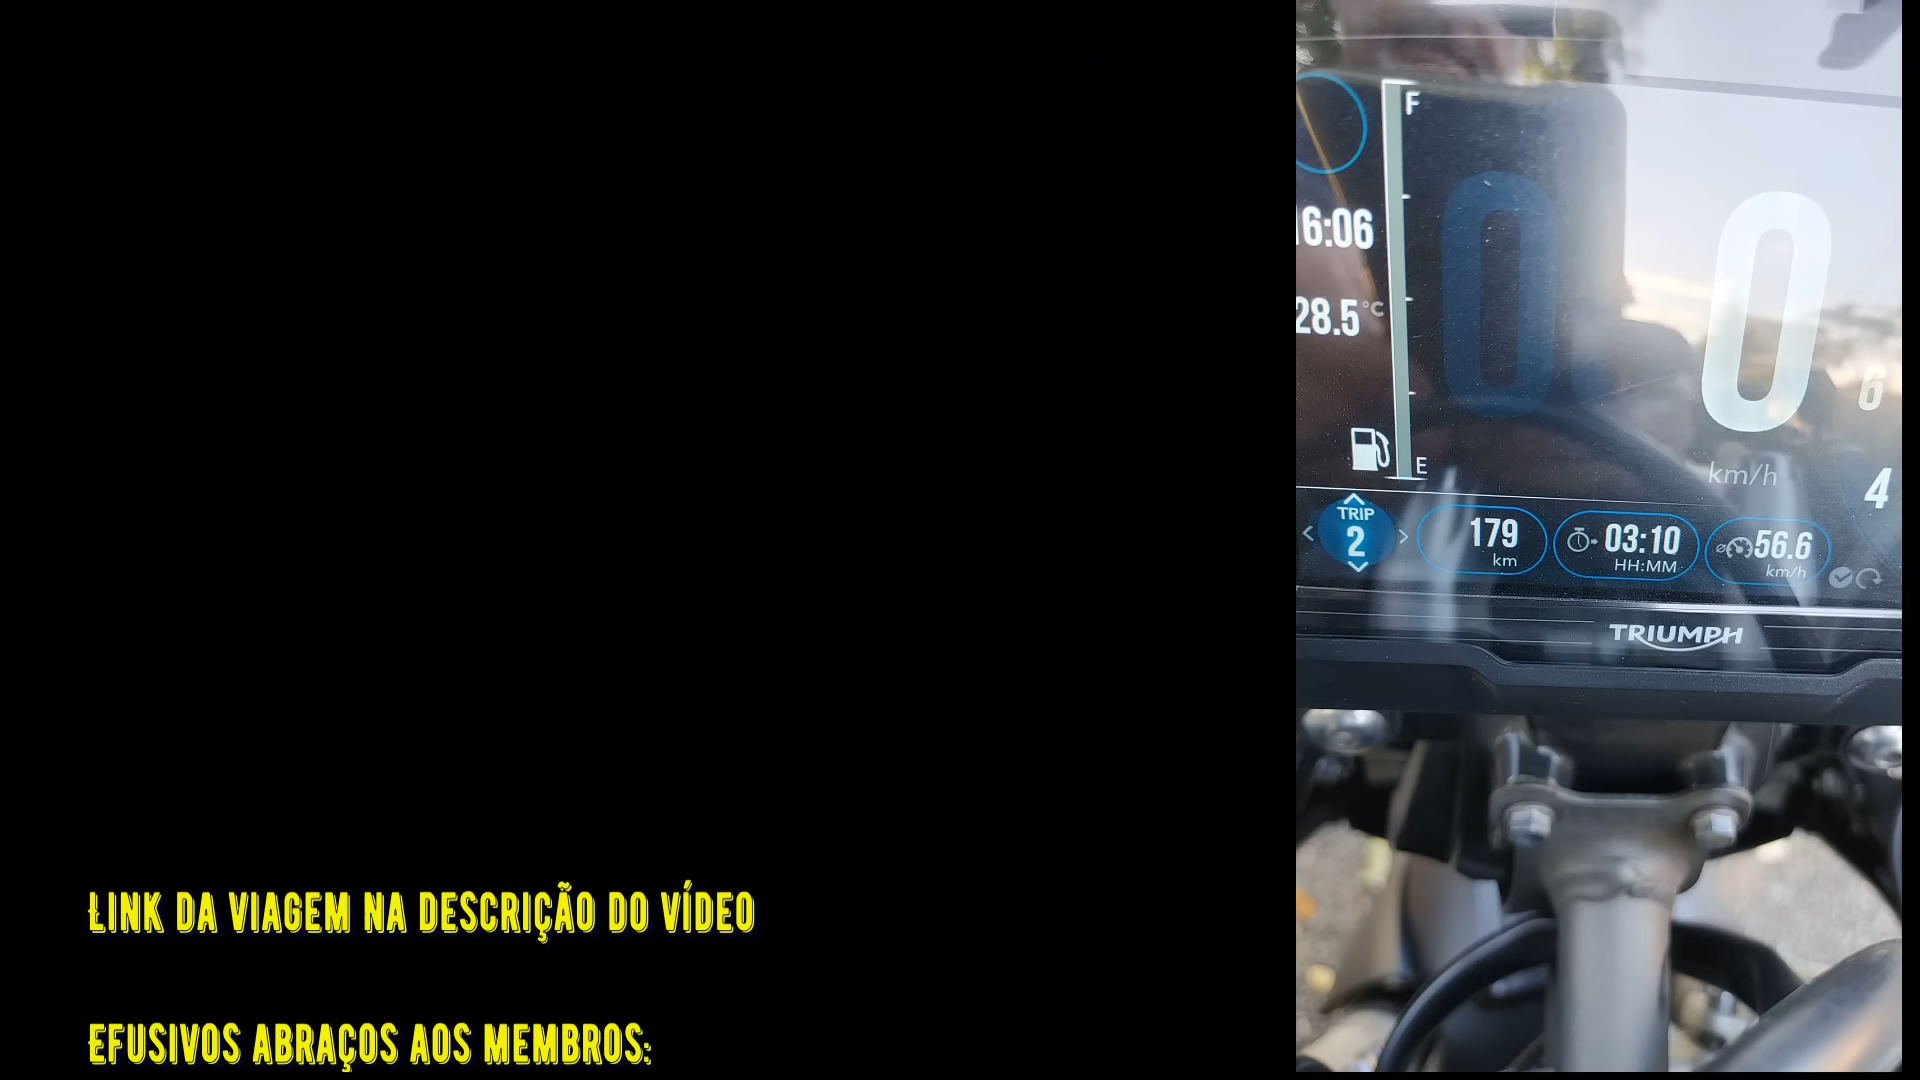 F
16:06
28.5 °C
0
6
4
E
km/h
TRIP
2
179
km
03:10
HH:MM
56.6
km/h
TRIUMPH
LINK DA VIAGEM NA DESCRIÇÃO DO VÍDEO
EFUSIVOS ABRAÇOS AOS MEMBROS: